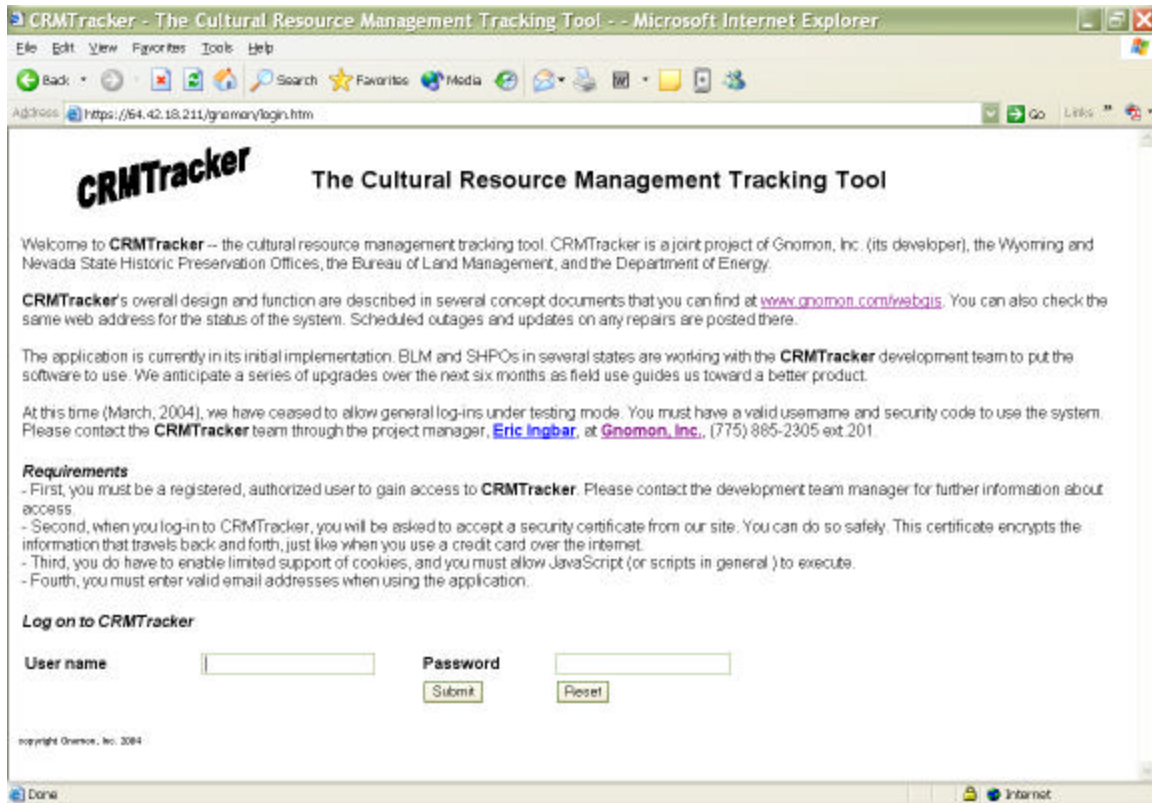 CRMTracker - The Cultural Resource Management Tracking Tool - - Microsoft Internet Explorer
File Edit View Favorites Tools Help
Back Search Favorites Media
Address https://64.42.18.211/gnomon/login.htm Go Links »
CRMTracker
The Cultural Resource Management Tracking Tool
Welcome to CRMTracker -- the cultural resource management tracking tool. CRMTracker is a joint project of Gnomon, Inc. (its developer), the Wyoming and
Nevada State Historic Preservation Offices, the Bureau of Land Management, and the Department of Energy.
CRMTracker's overall design and function are described in several concept documents that you can find at www.gnomon.com/webgis. You can also check the
same web address for the status of the system. Scheduled outages and updates on any repairs are posted there.
The application is currently in its initial implementation. BLM and SHPOs in several states are working with the CRMTracker development team to put the
software to use. We anticipate a series of upgrades over the next six months as field use guides us toward a better product.
At this time (March, 2004), we have ceased to allow general log-ins under testing mode. You must have a valid username and security code to use the system.
Please contact the CRMTracker team through the project manager, Eric Ingbar, at Gnomon, Inc., (775) 885-2305 ext.201.
Requirements
- First, you must be a registered, authorized user to gain access to CRMTracker. Please contact the development team manager for further information about
access.
- Second, when you log-in to CRMTracker, you will be asked to accept a security certificate from our site. You can do so safely. This certificate encrypts the
information that travels back and forth, just like when you use a credit card over the internet.
- Third, you do have to enable limited support of cookies, and you must allow JavaScript (or scripts in general ) to execute.
- Fourth, you must enter valid email addresses when using the application.
Log on to CRMTracker
User name Password
Submit Reset
copyright Gnomon, Inc. 2004
Done Internet